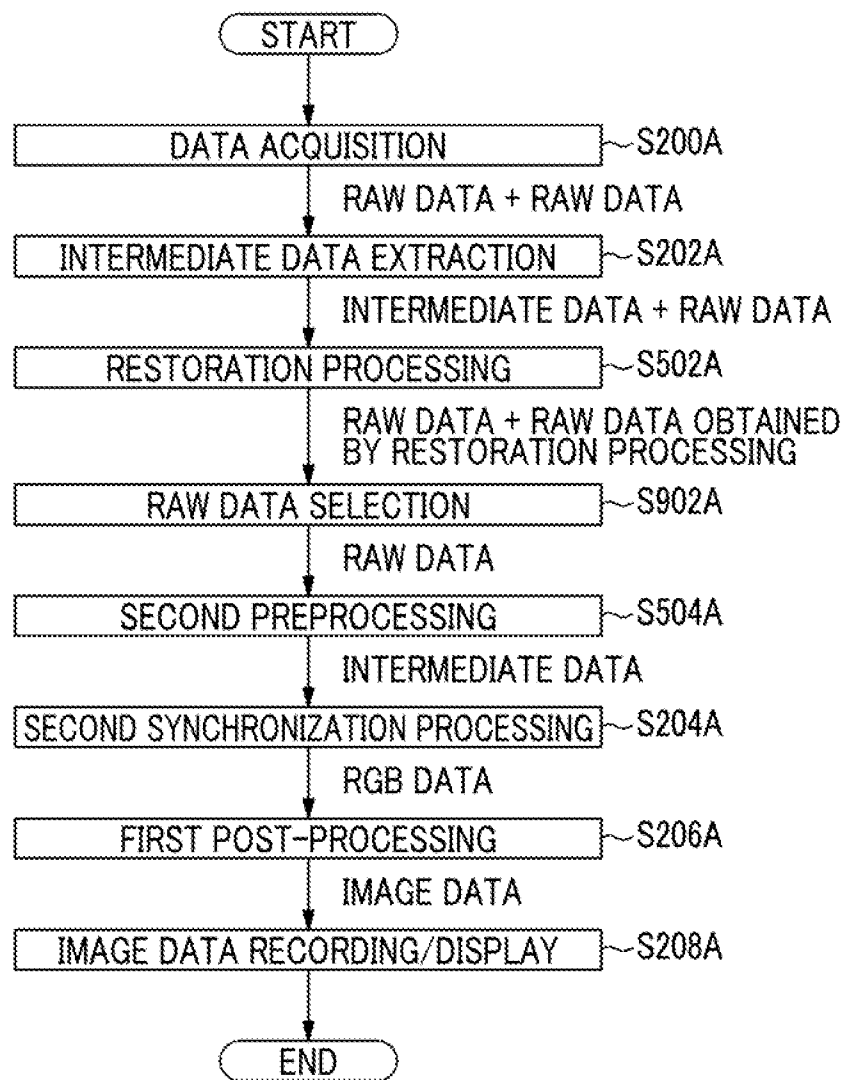 START
DATA ACQUISITION
S200A
RAW DATA + RAW DATA
INTERMEDIATE DATA EXTRACTION
S202A
INTERMEDIATE DATA + RAW DATA
RESTORATION PROCESSING
S502A
RAW DATA + RAW DATA OBTAINED
BY RESTORATION PROCESSING
RAW DATA SELECTION
S902A
RAW DATA
SECOND PREPROCESSING
S504A
INTERMEDIATE DATA
SECOND SYNCHRONIZATION PROCESSING
S204A
RGB DATA
FIRST POST-PROCESSING
S206A
IMAGE DATA
IMAGE DATA RECORDING/DISPLAY
S208A
END